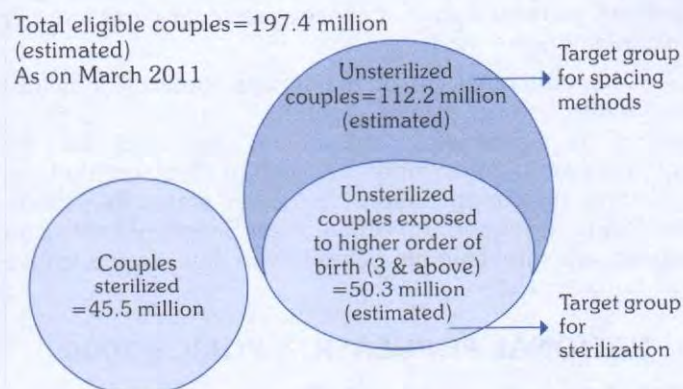 Total eligible couples=197.4 million
(estimated)
As on March 2011
Unsterilized
couples=112.2 million
(estimated)
Target group
for spacing
methods
Unsterilized
couples exposed
to higher order of
birth (3 & above)
=50.3 million
(estimated)
Couples
sterilized
=45.5 million
Target group
for
sterilization